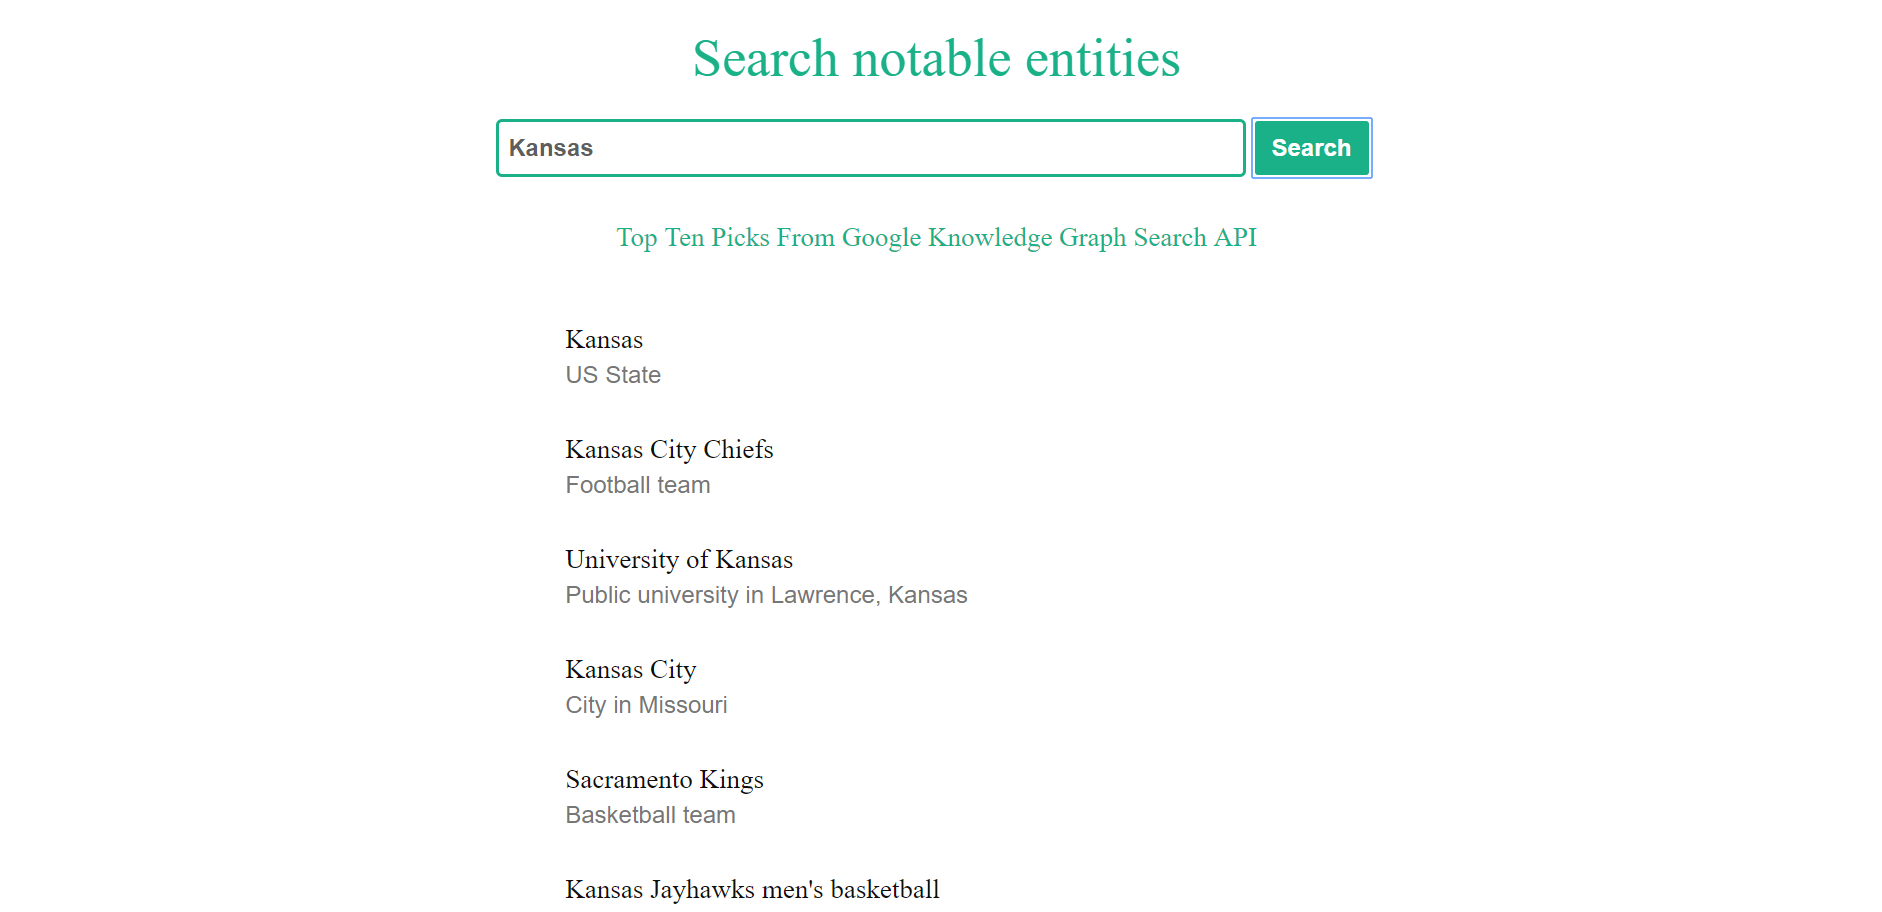 Search notable entities
Kansas
Search
Top Ten Picks From Google Knowledge Graph Search API
Kansas
US State
Kansas City Chiefs
Football team
University of Kansas
Public university in Lawrence, Kansas
Kansas City
City in Missouri
Sacramento Kings
Basketball team
Kansas Jayhawks men's basketball